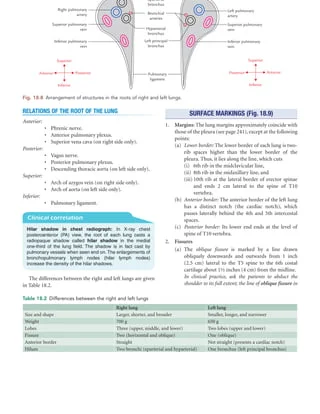 bronchus
Right pulmonary
artery
Bronchial
arteries
Left pulmonary
artery
Superior pulmonary
vein
Hyparterial
bronchus
Superior pulmonary
vein
Inferior pulmonary
vein
Left principal
bronchus
Inferior pulmonary
vein
Superior
Anterior
Posterior
Inferior
Pulmonary
ligament
Superior
Posterior
Anterior
Inferior
Fig. 18.8 Arrangement of structures in the roots of right and left lungs.
RELATIONS OF THE ROOT OF THE LUNG
Anterior:
• Phrenic nerve.
• Anterior pulmonary plexus.
• Superior vena cava (on right side only).
Posterior:
• Vagus nerve.
• Posterior pulmonary plexus.
• Descending thoracic aorta (on left side only).
Superior:
• Arch of azygos vein (on right side only).
• Arch of aorta (on left side only).
Inferior:
• Pulmonary ligament.
Clinical correlation
Hilar shadow in chest radiograph: In X-ray chest
posteroanterior (PA) view, the root of each lung casts a
radiopaque shadow called hilar shadow in the medial
one-third of the lung field. The shadow is in fact cast by
pulmonary vessels when seen end on. The enlargements of
bronchopulmonary lymph nodes (hilar lymph nodes)
increase the density of the hilar shadows.
The differences between the right and left lungs are given
in Table 18.2.
SURFACE MARKINGS (Fig. 18.9)
1. Margins: The lung margins approximately coincide with
those of the pleura (see page 241), except at the following
points:
(a) Lower border: The lower border of each lung is two-
rib spaces higher than the lower border of the
pleura. Thus, it lies along the line, which cuts
(i) 6th rib in the midclavicular line,
(ii) 8th rib in the midaxillary line, and
(iii) 10th rib at the lateral border of erector spinae
and ends 2 cm lateral to the spine of T10
vertebra.
(b) Anterior border: The anterior border of the left lung
has a distinct notch (the cardiac notch), which
passes laterally behind the 4th and 5th intercostal
spaces.
(c) Posterior border: Its lower end ends at the level of
spine of T10 vertebra.
2. Fissures
(a) The oblique fissure is marked by a line drawn
obliquely downwards and outwards from 1 inch
(2.5 cm) lateral to the T3 spine to the 6th costal
cartilage about 1½ inches (4 cm) from the midline.
In clinical practice, ask the patients to abduct the
shoulder to its full extent; the line of oblique fissure in
Table 18.2 Differences between the right and left lungs
Right lung Left lung
Size and shape Larger, shorter, and broader Smaller, longer, and narrower
Weight 700 g 650 g
Lobes Three (upper, middle, and lower) Two lobes (upper and lower)
Fissure Two (horizontal and oblique) One (oblique)
Anterior border Straight Not straight (presents a cardiac notch)
Hilum Two bronchi (eparterial and hyparterial) One bronchus (left principal bronchus)